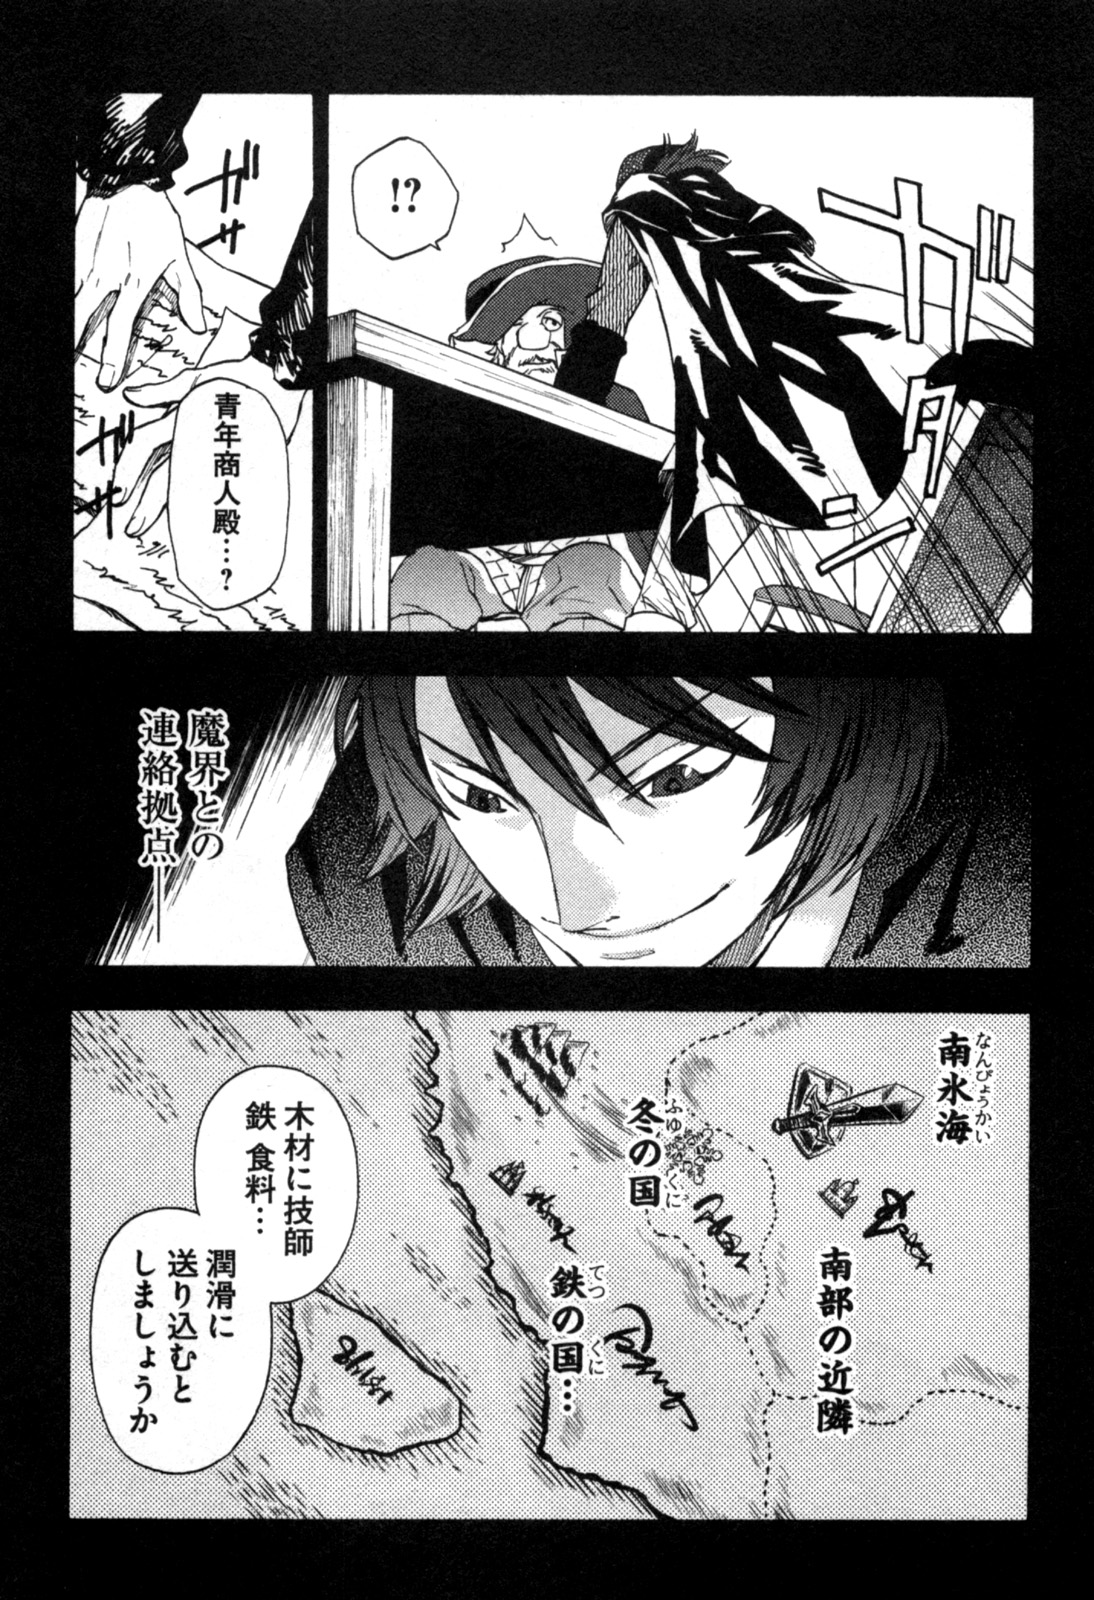 !?
ガタン
ガサ
ガサ
青年商人殿…?
魔界との
連絡拠点――
南氷海
なんぴょうかい
南部の近隣
冬の国
ふゆ
くに
鉄の国…
てつ
くに
木材に技師
鉄 食料…
潤滑に
送り込むと
しましょうか